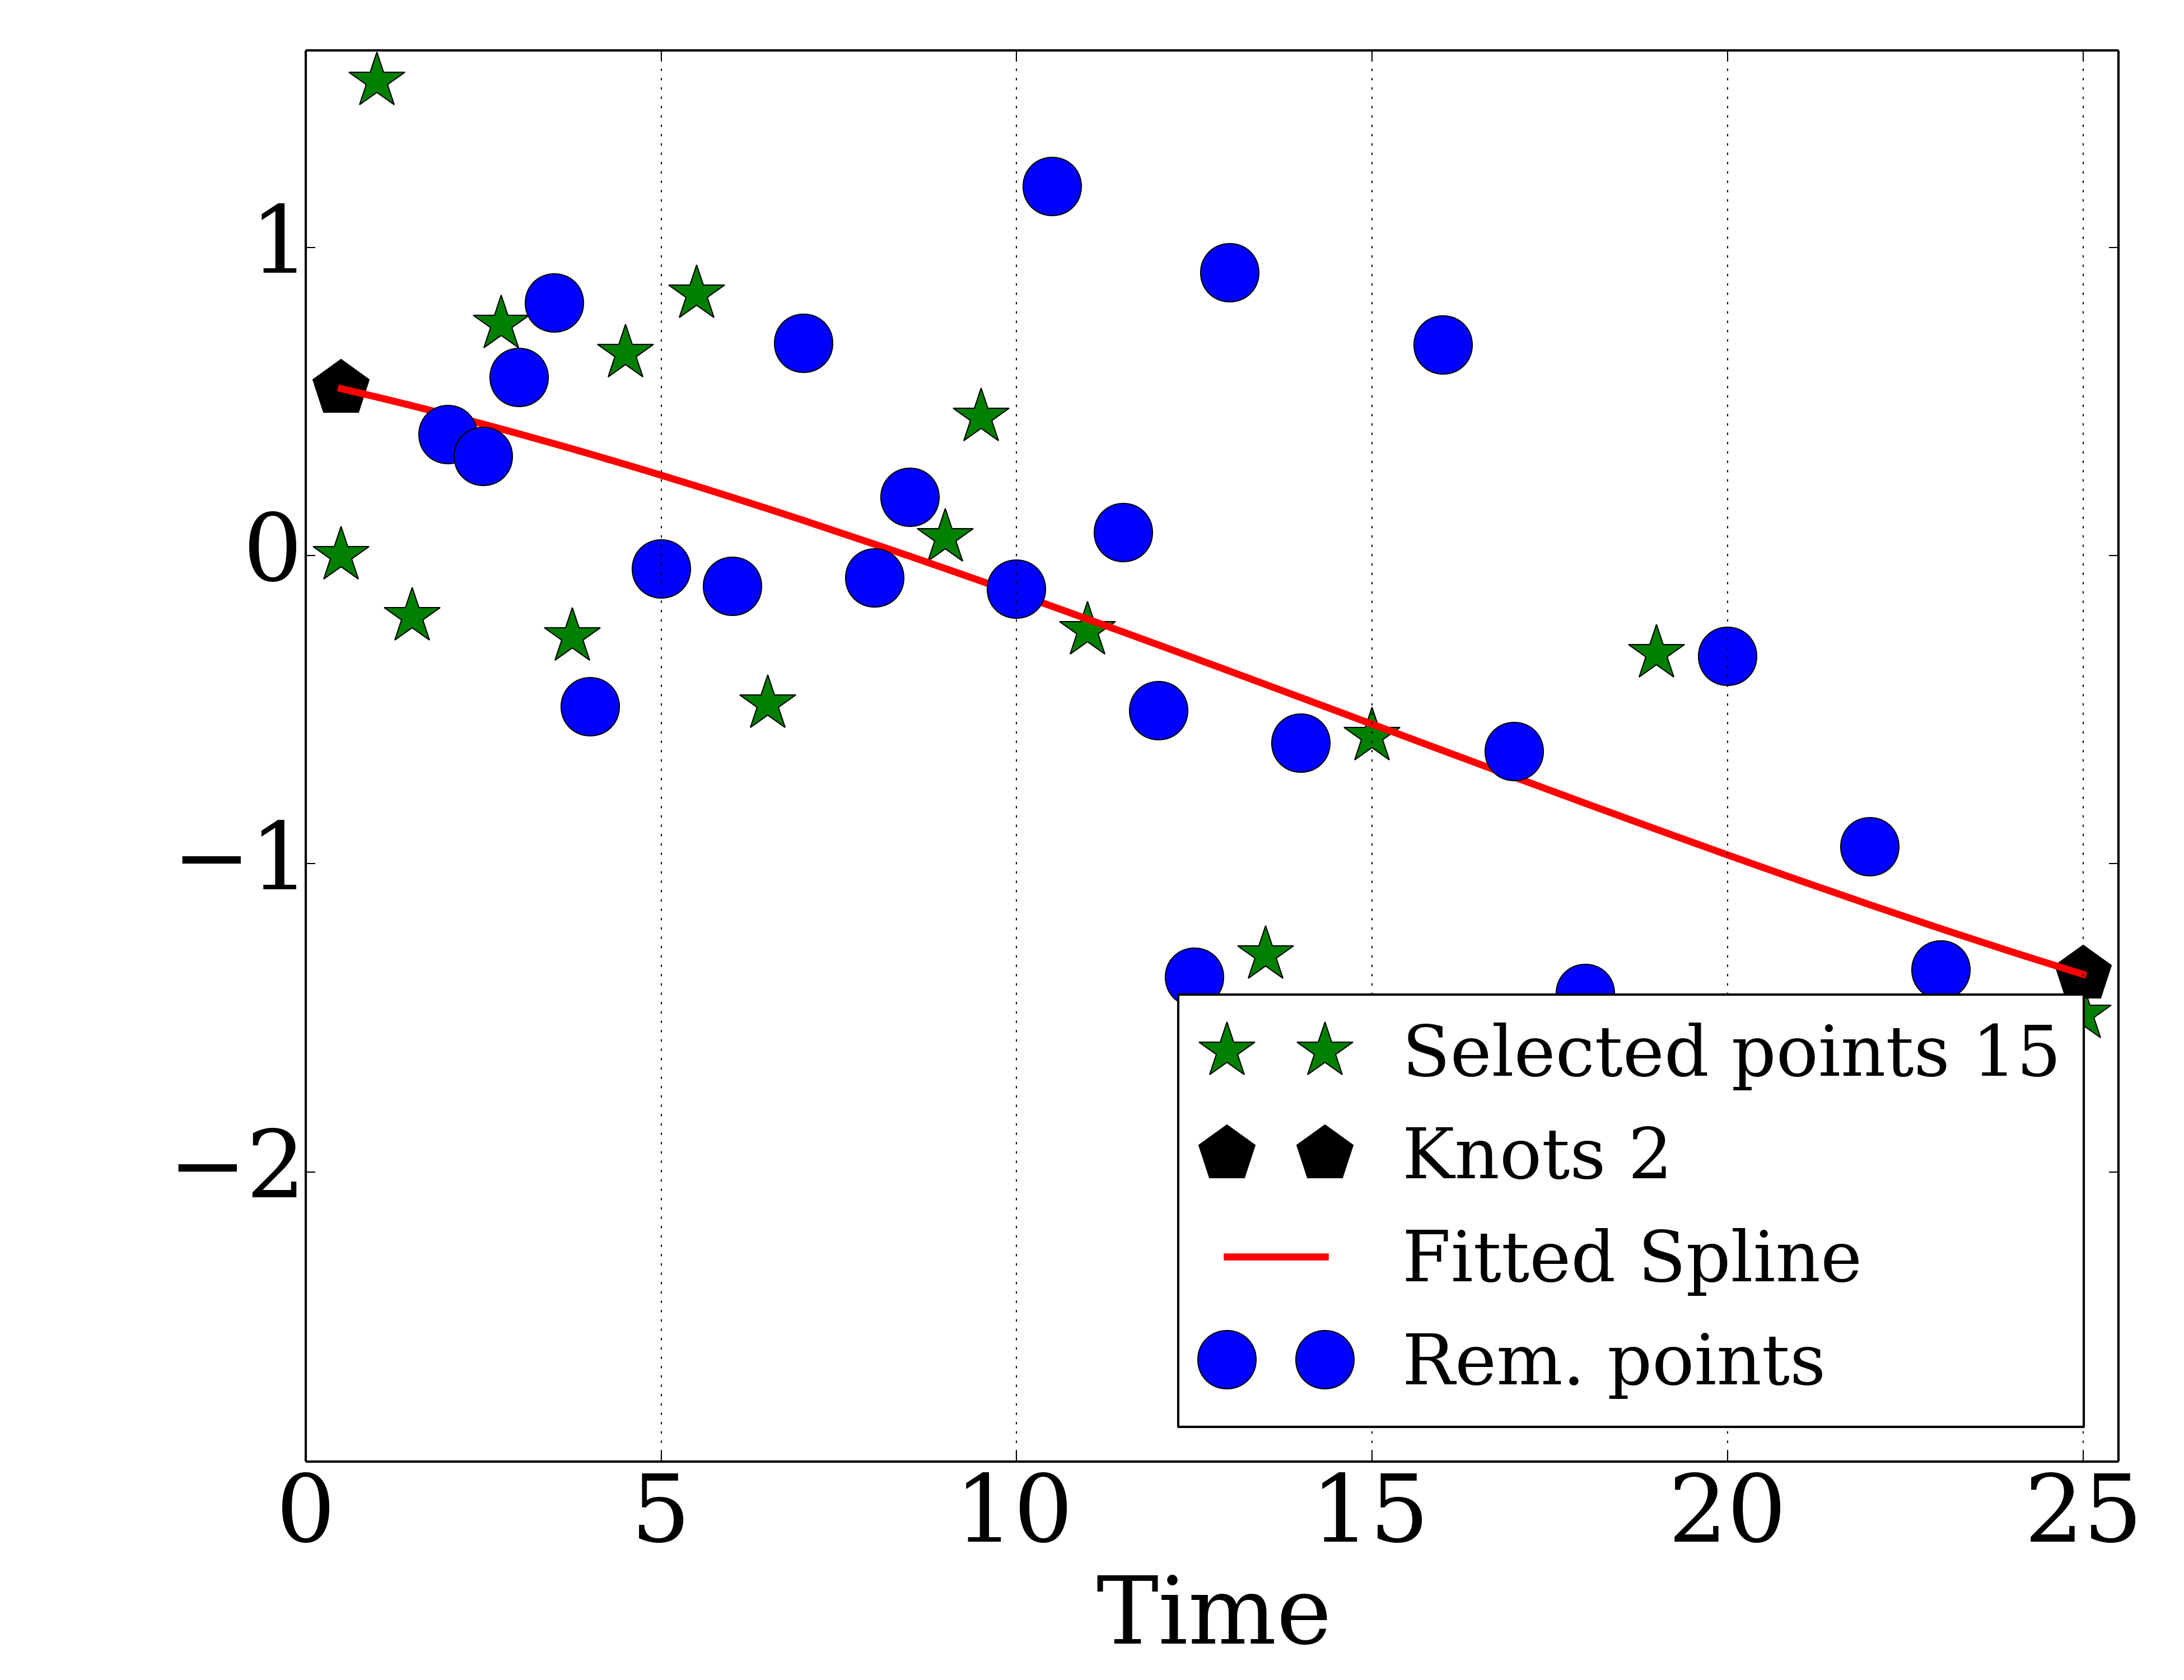 1
0
−1
−2
0 5 10 15 20 25
Time
Selected points 15
Knots 2
Fitted Spline
Rem. points